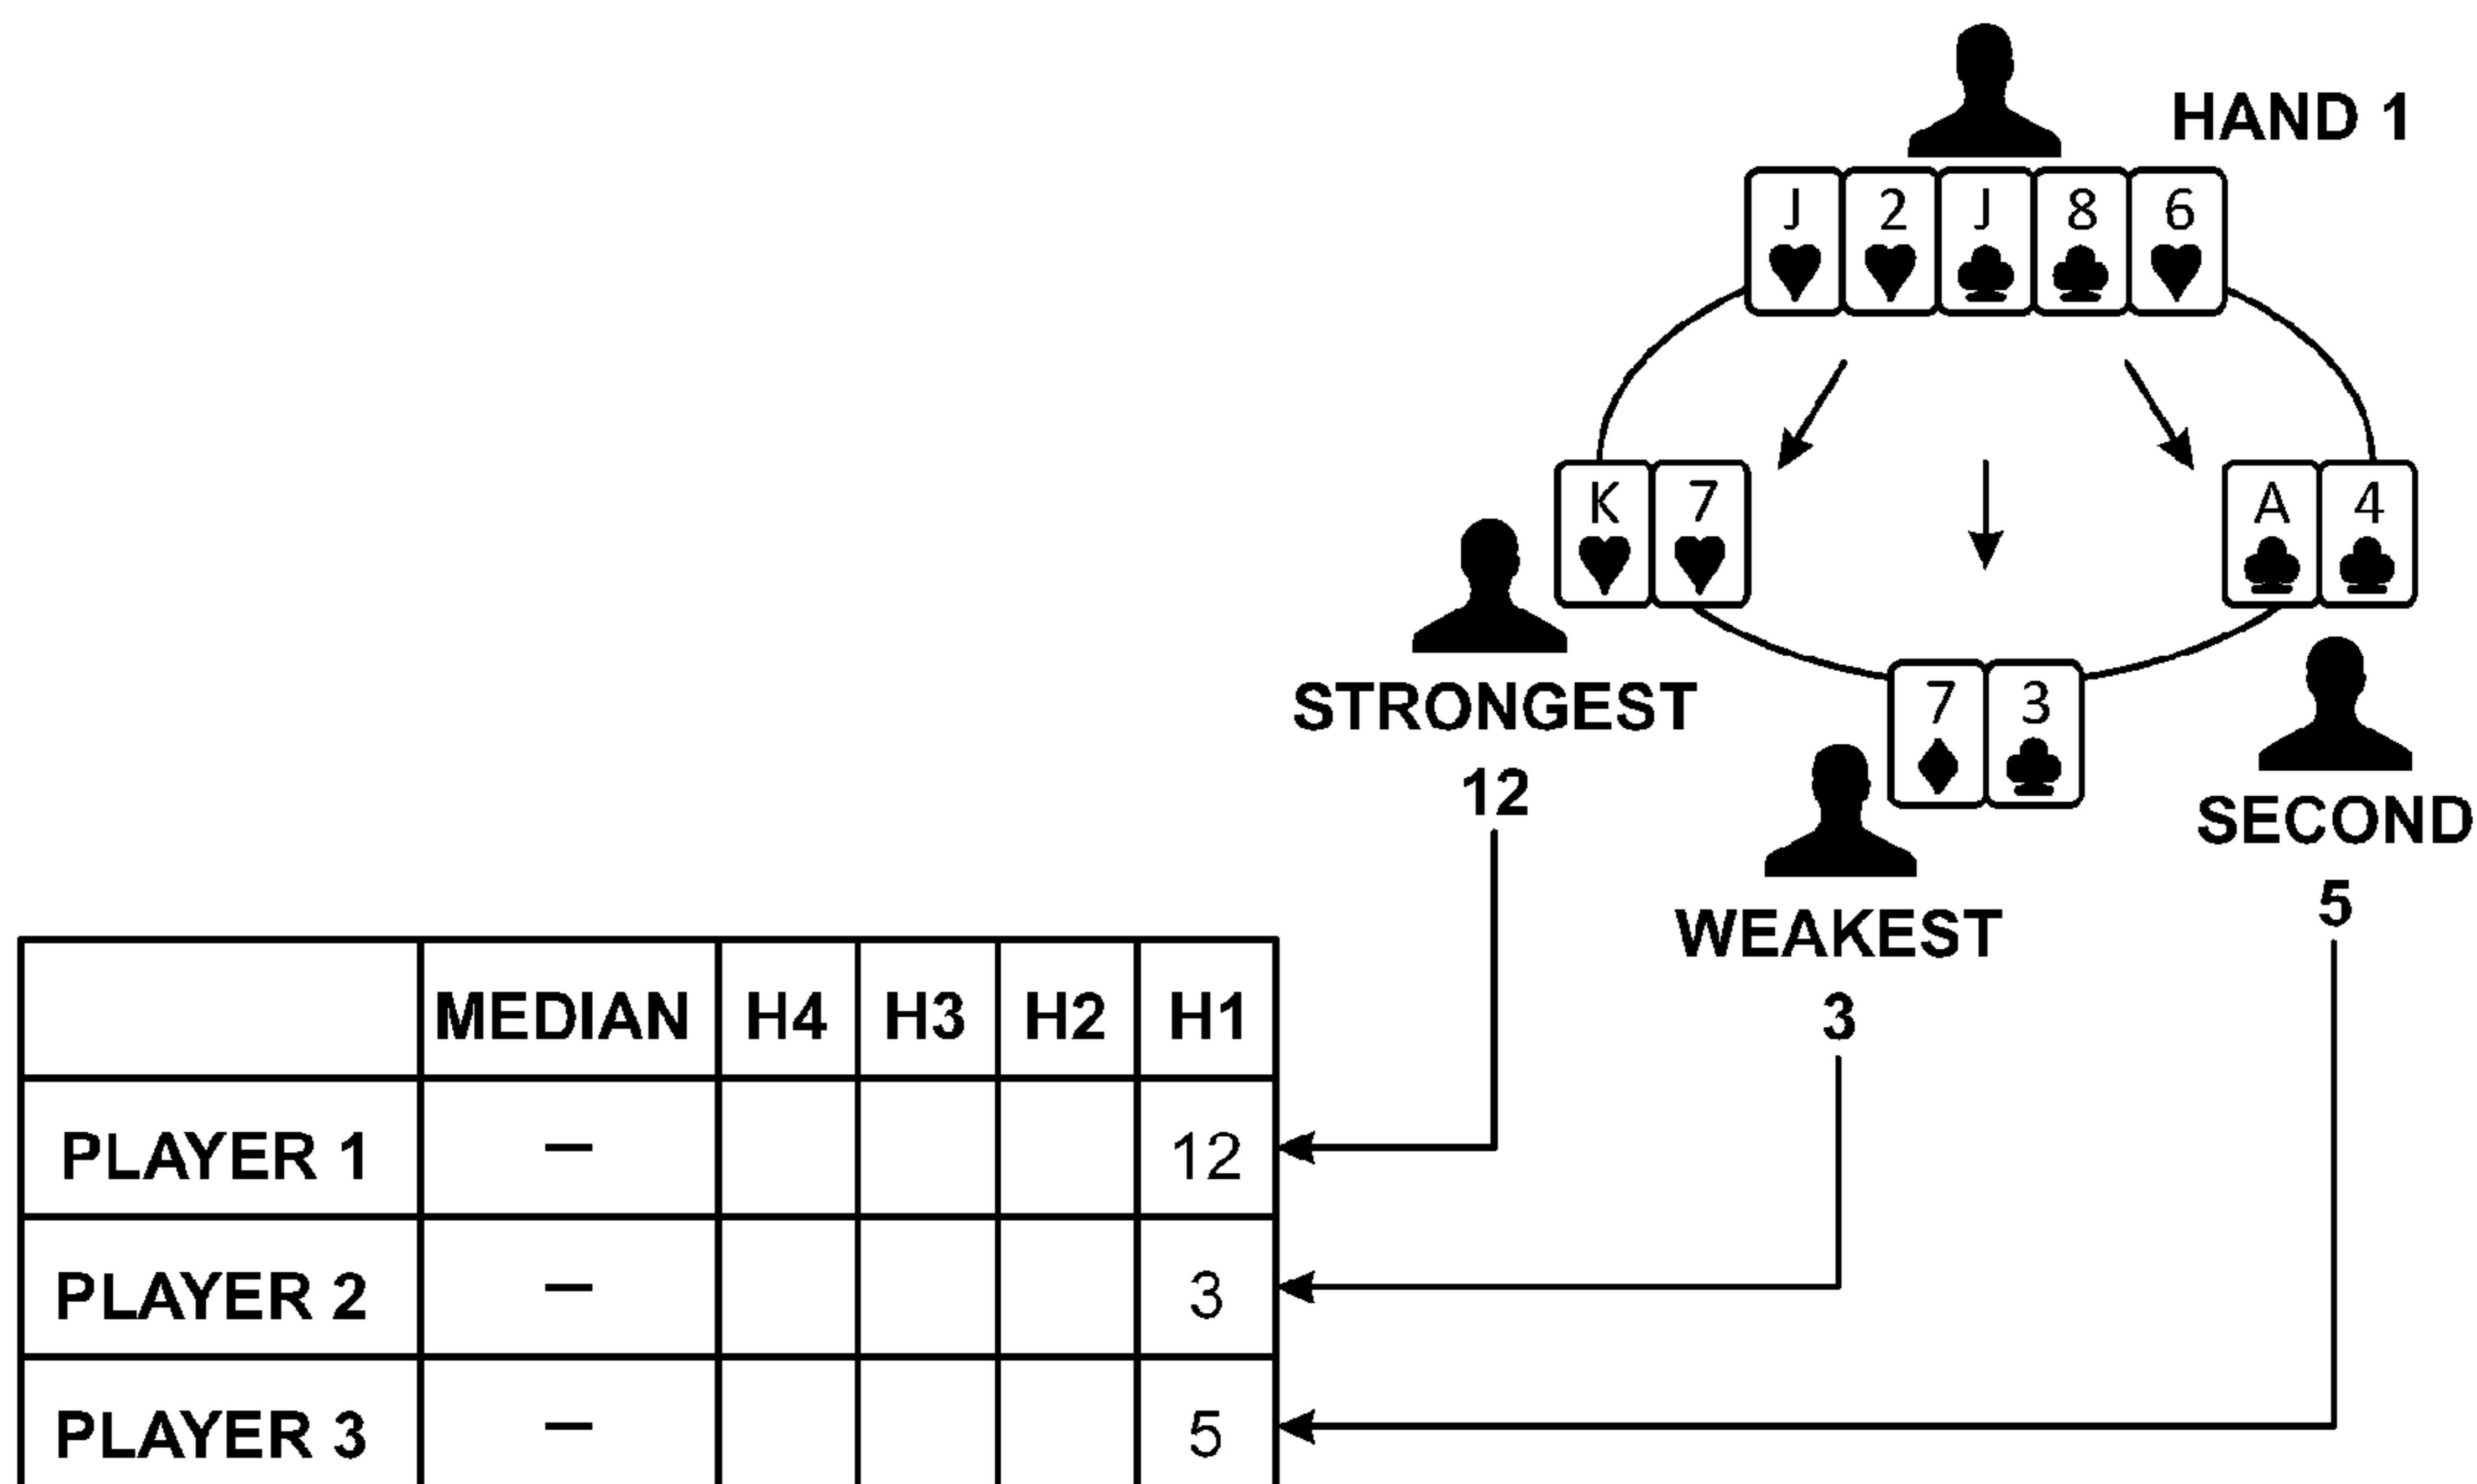 HAND 1
J 2 J 8 6
K 7
A 4
7 3
STRONGEST
12
WEAKEST
3
SECOND
5
MEDIAN H4 H3 H2 H1
PLAYER 1 – 12
PLAYER 2 – 3
PLAYER 3 – 5